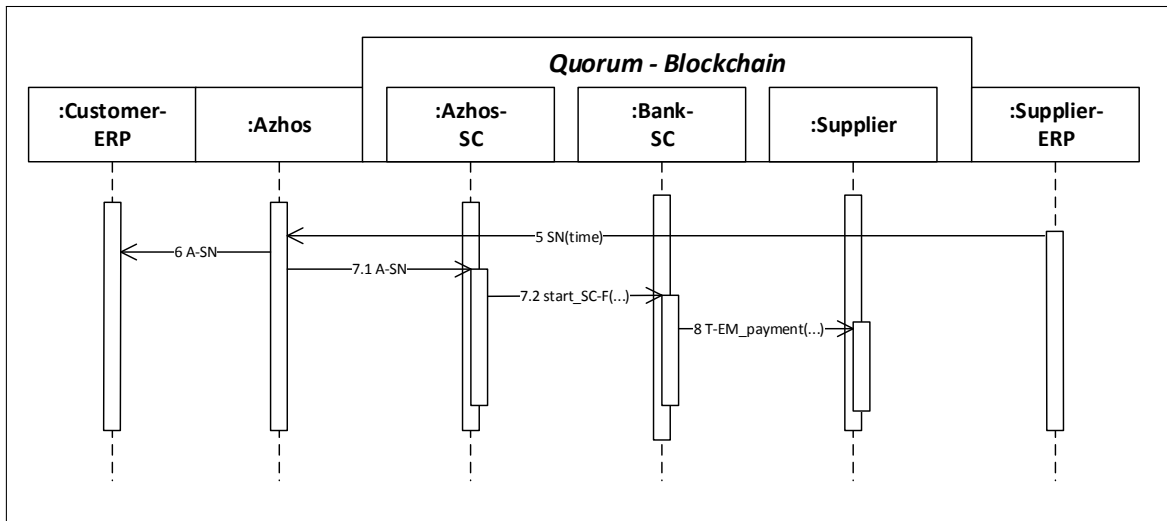 Quorum - Blockchain
:Customer-
ERP
:Azhos
:Azhos-
SC
:Bank-
SC
:Supplier
:Supplier-
ERP
5 SN(time)
6 A-SN
7.1 A-SN
7.2 start_SC-F(...)
8 T-EM_payment(...)